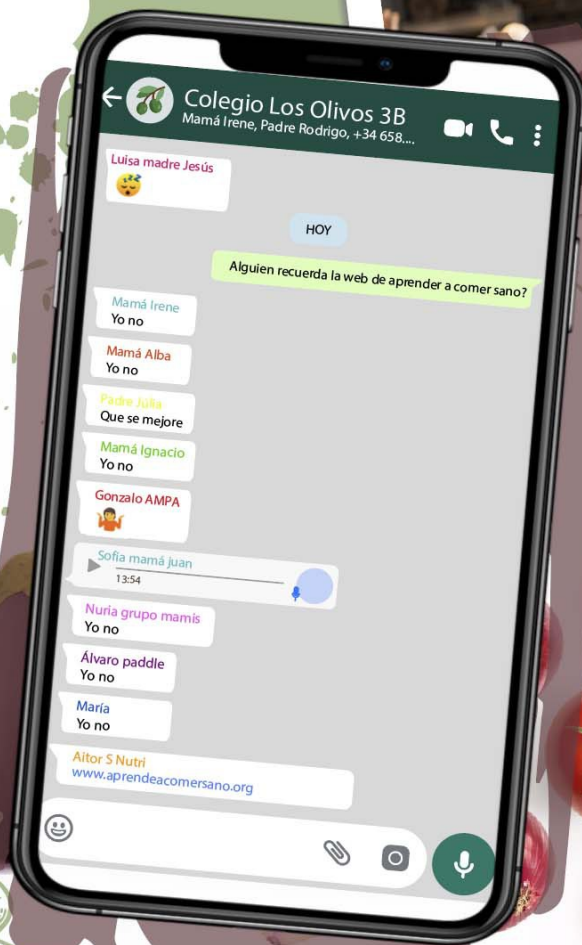 Colegio Los Olivos 3B
Mamá Irene, Padre Rodrigo, +34 658....
Luisa madre Jesús
HOY
Alguien recuerda la web de aprender a comer sano?
Mamá Irene
Yo no
Mamá Alba
Yo no
Padre Júlia
Que se mejore
Mamá Ignacio
Yo no
Gonzalo AMPA
Sofia mamá juan
13:54
Nuria grupo mamis
Yo no
Álvaro paddle
Yo no
María
Yo no
Aitor S Nutri
www.aprendeacomersano.org